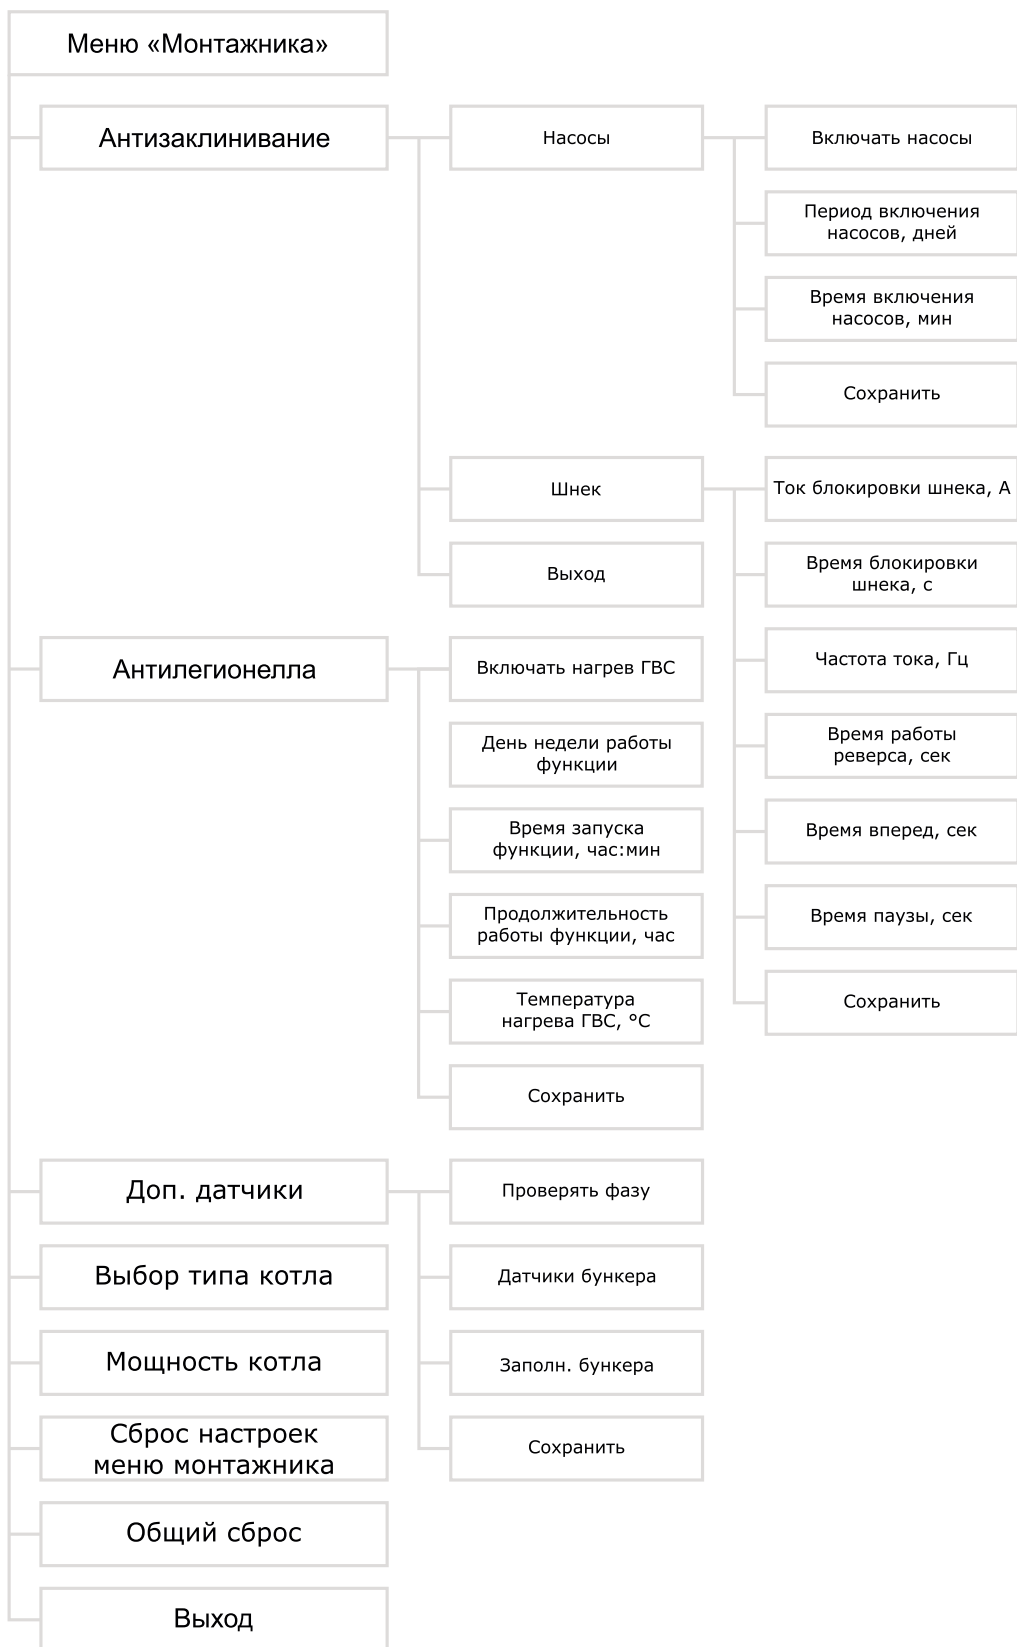 Меню «Монтажника»
Антизаклинивание
Насосы
Включать насосы
Период включения
насосов, дней
Время включения
насосов, мин
Сохранить
Шнек
Ток блокировки шнека, А
Выход
Время блокировки
шнека, с
Антилегионелла
Включать нагрев ГВС
Частота тока, Гц
День недели работы
функции
Время работы
реверса, сек
Время запуска
функции, час:мин
Время вперед, сек
Продолжительность
работы функции, час
Время паузы, сек
Температура
нагрева ГВС, °С
Сохранить
Сохранить
Доп. датчики
Проверять фазу
Выбор типа котла
Датчики бункера
Мощность котла
Заполн. бункера
Сброс настроек
меню монтажника
Сохранить
Общий сброс
Выход